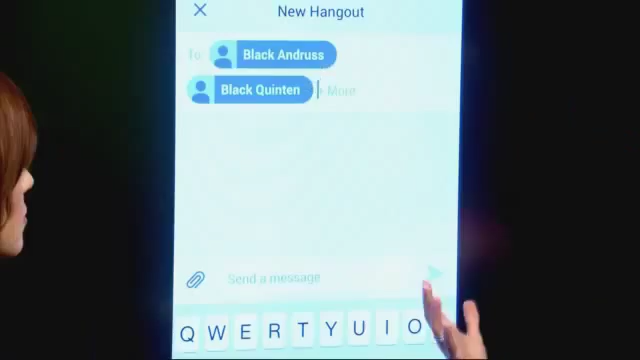 New Hangout
To: Black Andruss
Black Quinten + More
Send a message
Q W E R T Y U I O